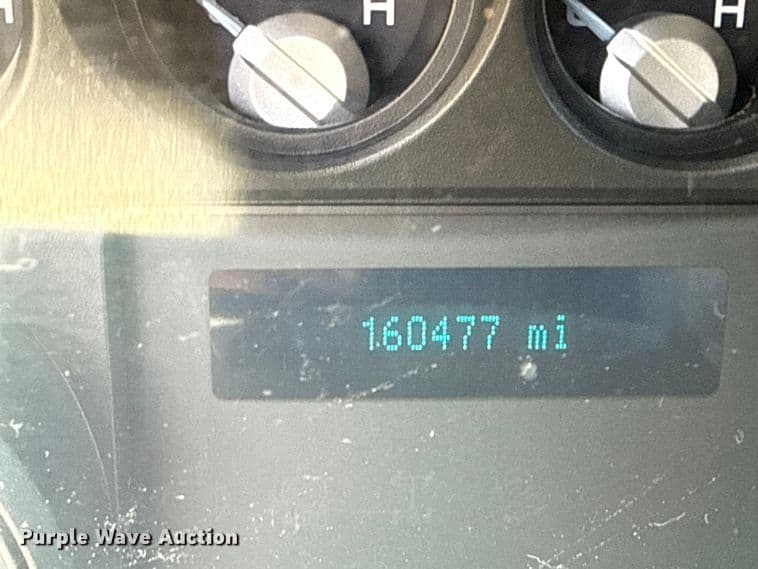 H H H
160477 mi
Purple Wave Auction